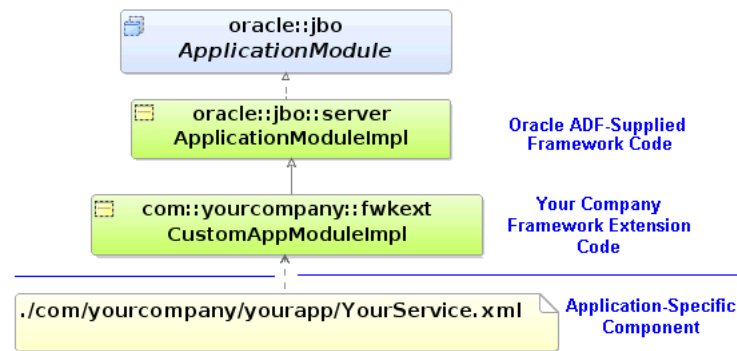 oracle::jbo
ApplicationModule
oracle::jbo::server
ApplicationModuleImpl
Oracle ADF-Supplied
Framework Code
com::yourcompany::fwkext
CustomAppModuleImpl
Your Company
Framework Extension
Code
./com/yourcompany/yourapp/YourService.xml
Application-Specific
Component